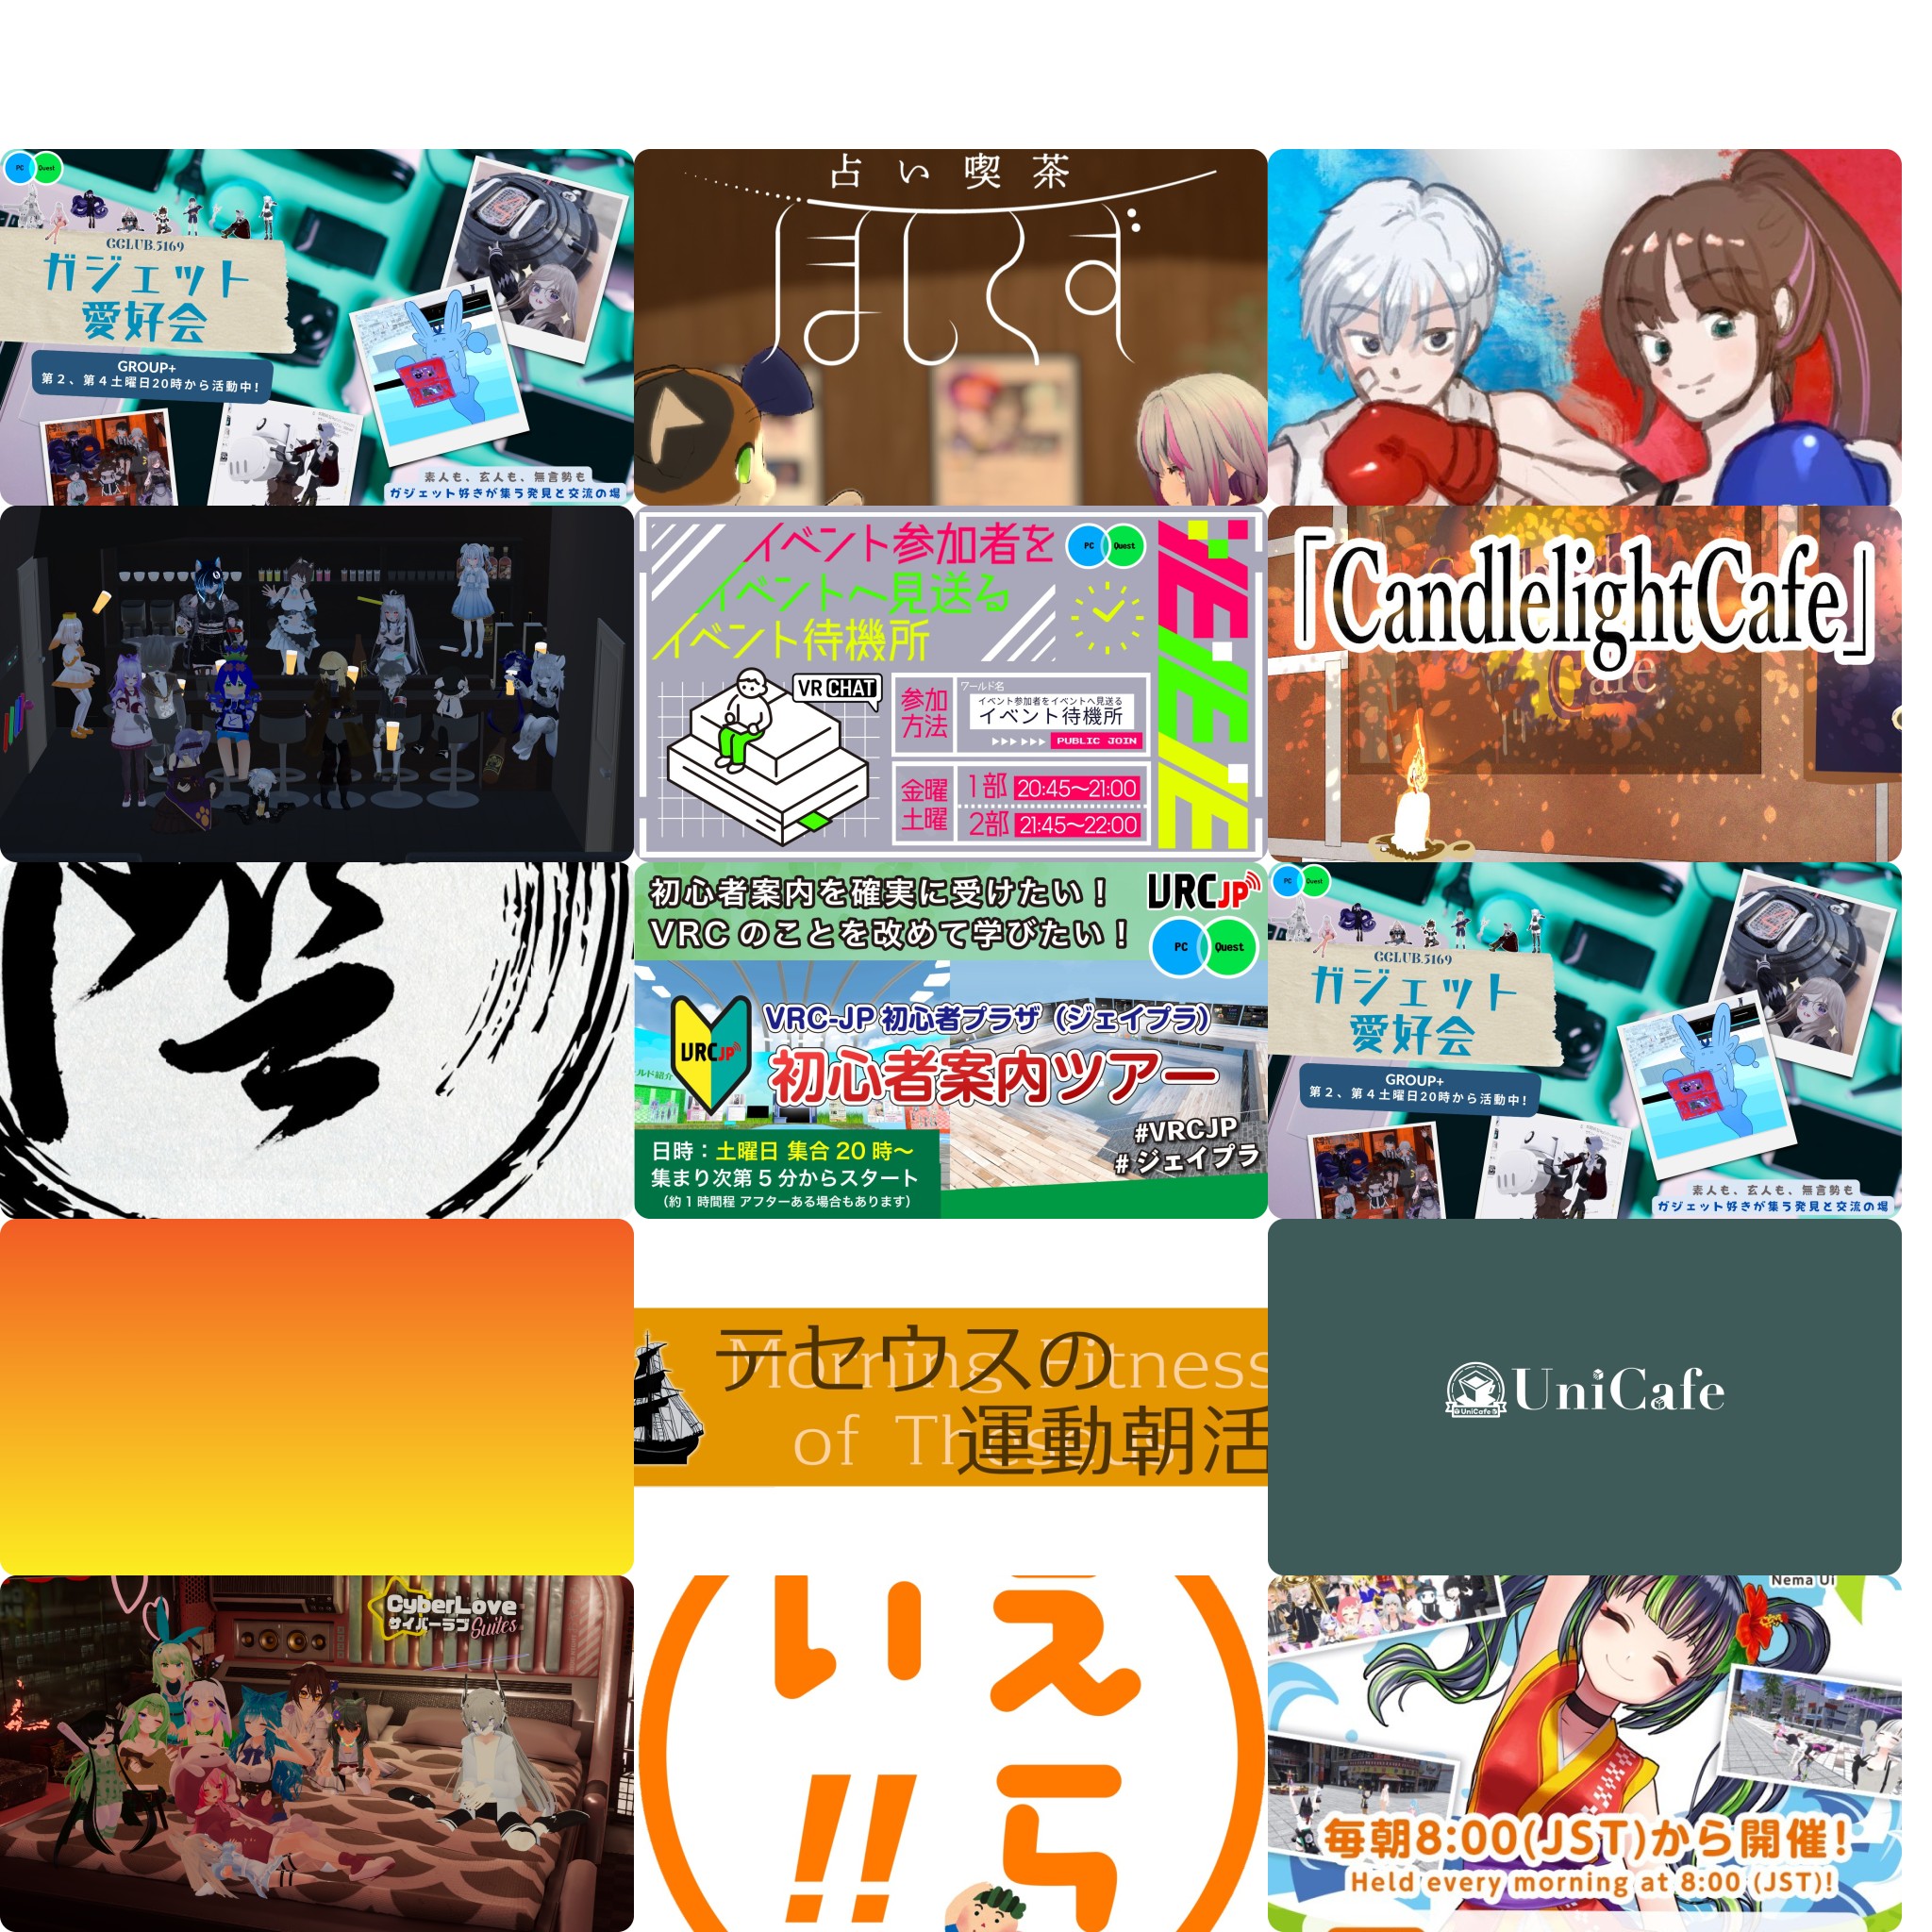 PC Quest
GCLUB.5169
ガジェット
愛好会
GROUP+
第２、第４土曜日20時から活動中!
素人も、玄人も、無言勢も
ガジェット好きが集う発見と交流の場
占い喫茶
ほしくず
イベント参加者を
イベントへ見送る
イベント待機所
PC Quest
VRCHAT
参加
方法
ワールド名
イベント参加者をイベントへ見送る
イベント待機所
PUBLIC JOIN
金曜
土曜
1部 20:45〜21:00
2部 21:45〜22:00
「CandlelightCafe」
Cafe
初心者案内を確実に受けたい！
VRCのことを改めて学びたい！
VRCJP
PC Quest
VRC-JP 初心者プラザ（ジェイプラ）
VRCJP
初心者案内ツアー
#VRCJP
#ジェイプラ
日時：土曜日 集合 20 時〜
集まり次第 5 分からスタート
（約 1 時間程 アフターある場合もあります）
PC Quest
GCLUB.5169
ガジェット
愛好会
GROUP+
第２、第４土曜日20時から活動中!
素人も、玄人も、無言勢も
ガジェット好きが集う発見と交流の場
テセウスの
Morning Fitness
運動朝活
of Theseus
UniCafe
UniCafe
CyberLove
サイバーラブ Suites
えらい!!
Nema Ui
毎朝8:00(JST)から開催!
Held every morning at 8:00 (JST)!